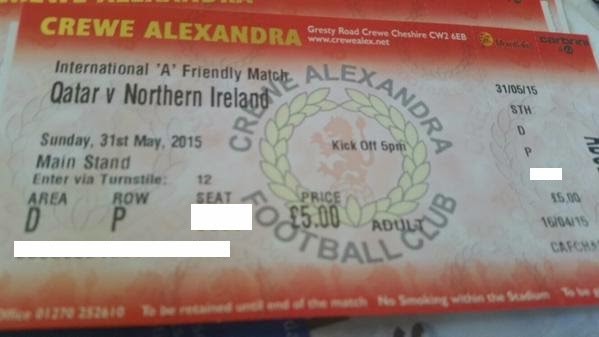 CREWE ALEXANDRA
Gresty Road Crewe Cheshire CW2 6EB
www.crewealex.net
carbrini
International 'A' Friendly Match
Qatar v Northern Ireland
Sunday, 31st May, 2015
Kick Off 5pm
Main Stand
Enter via Turnstile: 12
AREA ROW SEAT PRICE
D P £5.00 ADULT
CREWE ALEXANDRA
FOOTBALL CLUB
31/05/15
STH
D
P
£5.00
16/04/15
Office 01270 252610 To be retained until end of the match No Smoking within the Stadium To be